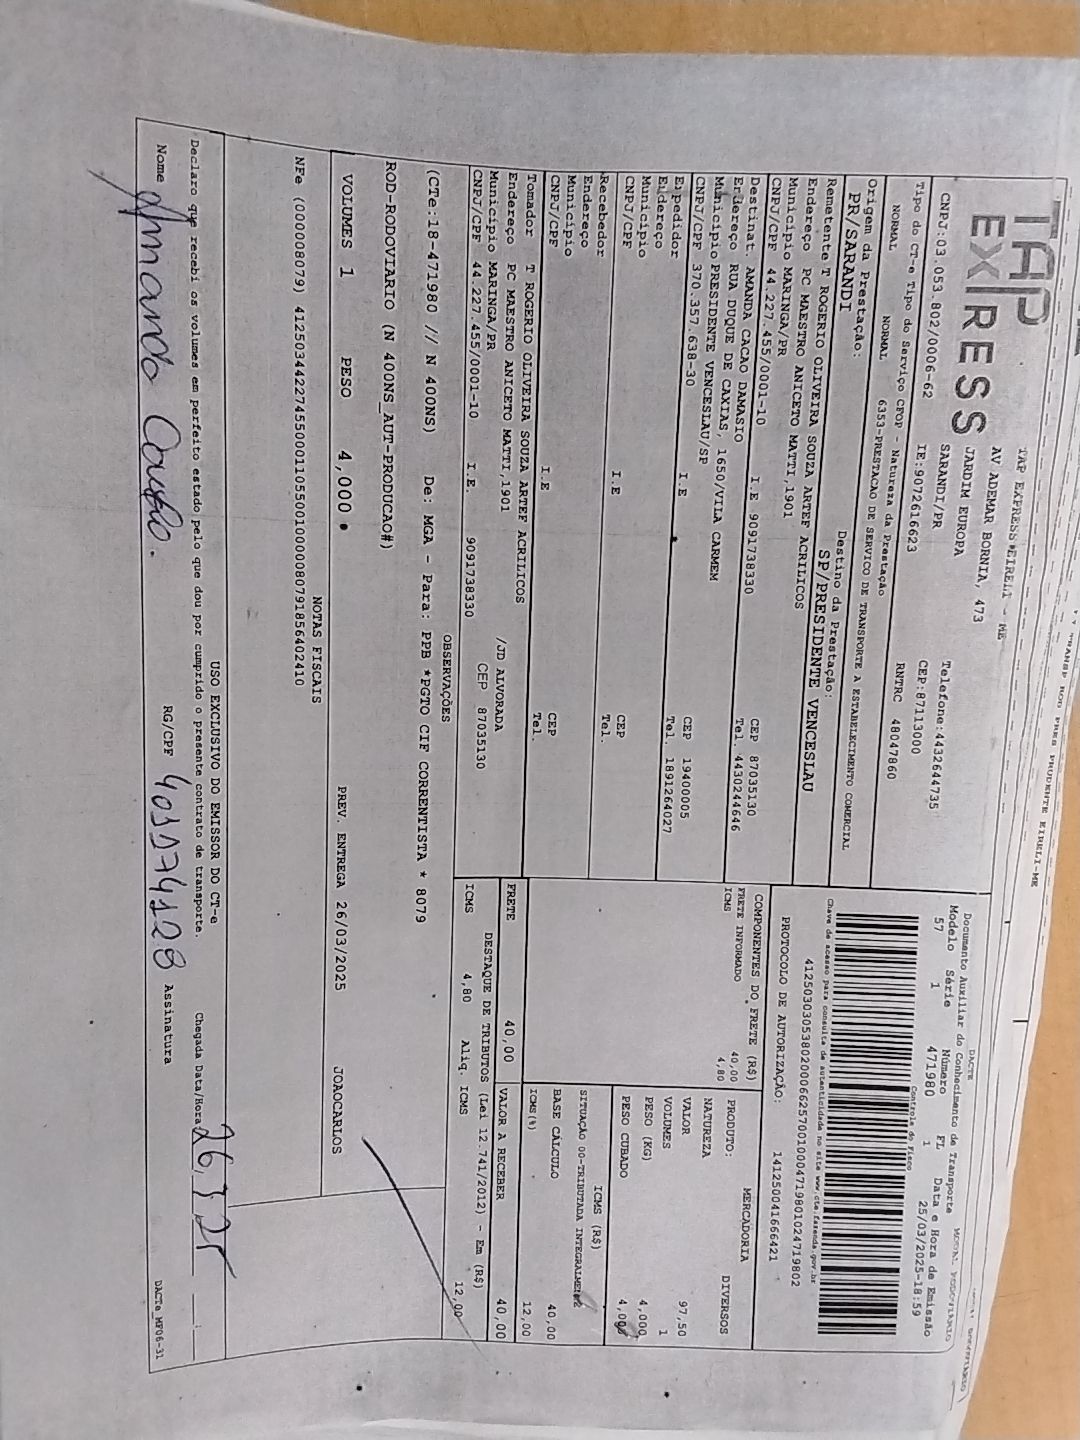 TAP EXPRESS
TAP EXPRESS EIRELI - ME
AV ADEMAR BORNIA, 473
JARDIM EUROPA
SARANDI/PR
Telefone:4432644735
CNPJ:03.053.802/0006-62
IE:9072616623
CEP:87113000
Tipo do CT-e Tipo do Serviço CFOP - Natureza da Prestação
RNTRC 48047860
NORMAL NORMAL 6353-PRESTACAO DE SERVICO DE TRANSPORTE A ESTABELECIMENTO COMERCIAL
Origem da Prestação:
Destino da Prestação:
PR/SARANDI
SP/PRESIDENTE VENCESLAU
DACTE
Documento Auxiliar do Conhecimento de Transporte
Modelo Série Número FL Data e Hora de Emissão
57 1 471980 1 25/03/2025-18:59
Controle do Fisco
Chave de acesso para consulta de autenticidade no site www.cte.fazenda.gov.br
41250303053802000662570010004719801024719802
PROTOCOLO DE AUTORIZAÇÃO: 141250041666421
Remetente T ROGERIO OLIVEIRA SOUZA ARTEF ACRILICOS
Endereço PC MAESTRO ANICETO MATTI,1901
Município MARINGA/PR CEP 87035130
CNPJ/CPF 44.227.455/0001-10 I.E 9091738330 Tel. 4430244646
Destinat. AMANDA CACAO DAMASIO
Endereço RUA DUQUE DE CAXIAS, 1650/VILA CARMEM
Município PRESIDENTE VENCESLAU/SP CEP 19400005
CNPJ/CPF 370.357.638-30 I.E Tel. 1891264027
Expedidor
Endereço
Município CEP
CNPJ/CPF I.E Tel.
Recebedor
Endereço
Município CEP
CNPJ/CPF I.E Tel.
Tomador T ROGERIO OLIVEIRA SOUZA ARTEF ACRILICOS
Endereço PC MAESTRO ANICETO MATTI,1901 /JD ALVORADA
Município MARINGA/PR CEP 87035130
CNPJ/CPF 44.227.455/0001-10 I.E. 9091738330
COMPONENTES DO FRETE (R$)
FRETE INFORMADO 40,00
ICMS 4,80
MERCADORIA
PRODUTO: DIVERSOS
NATUREZA
VALOR 97,50
VOLUMES 1
PESO (KG) 4,000
PESO CUBADO
ICMS (R$)
SITUAÇÃO 00-TRIBUTADA INTEGRALMENTE
BASE CÁLCULO 40,00
ICMS(%) 12,00
FRETE 40,00 VALOR A RECEBER 40,00
DESTAQUE DE TRIBUTOS (Lei 12.741/2012) - Em (R$)
ICMS 4,80 Aliq. ICMS 12,00
OBSERVAÇÕES
(CTe:18-471980 // N 400NS) De: MGA - Para: PPB *PGTO CIF CORRENTISTA * 8079
ROD-RODOVIARIO (N 400NS_AUT-PRODUCAO#)
VOLUMES 1 PESO 4,000 PREV. ENTREGA 26/03/2025 JOAOCARLOS
NOTAS FISCAIS
NFe (000008079) 41250344227455000110550010000080791856402410
USO EXCLUSIVO DO EMISSOR DO CT-e
Declaro que recebi os volumes em perfeito estado pelo que dou por cumprido o presente contrato de transporte. Chegada Data/Hora 26 3 25
Nome RG/CPF 401074128 Assinatura
DACTe_MF06-31